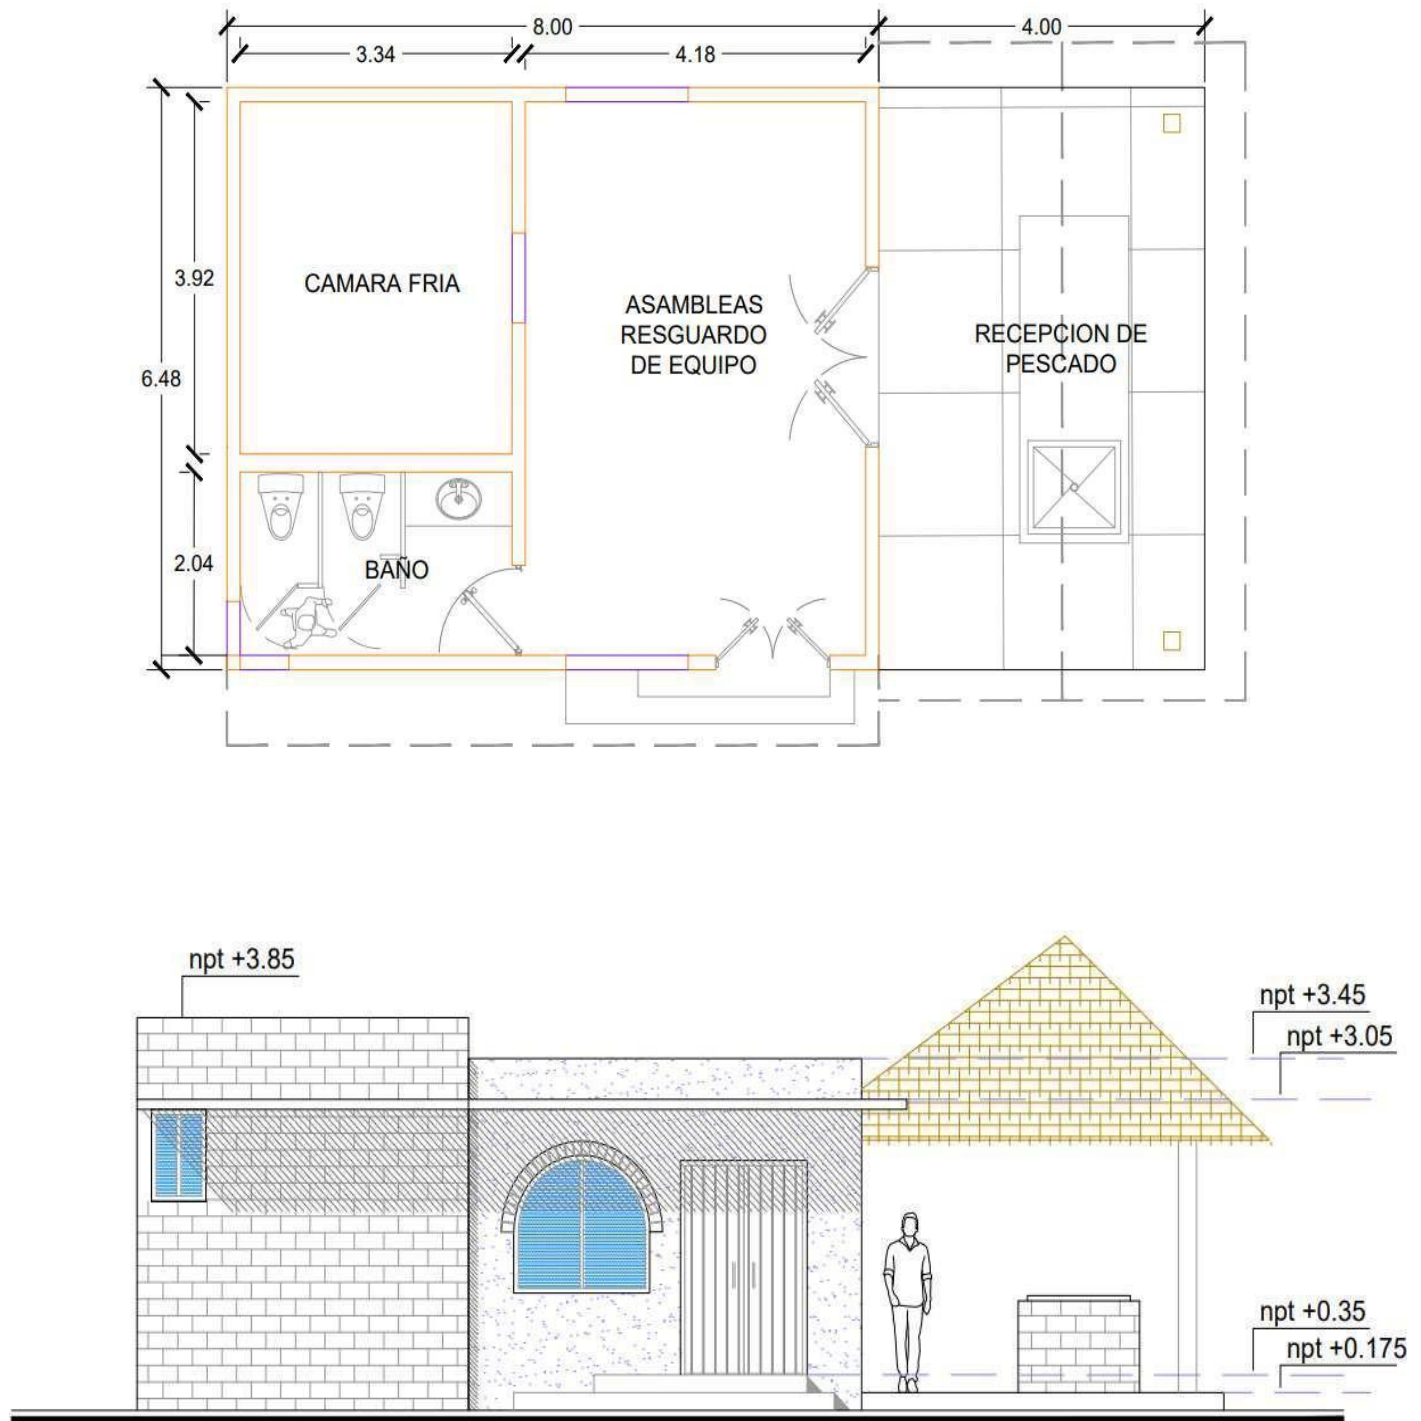 8.00
4.00
3.34
4.18
3.92
CAMARA FRIA
ASAMBLEAS
RESGUARDO
DE EQUIPO
RECEPCION DE
PESCADO
6.48
2.04
BAÑO
npt +3.85
npt +3.45
npt +3.05
npt +0.35
npt +0.175